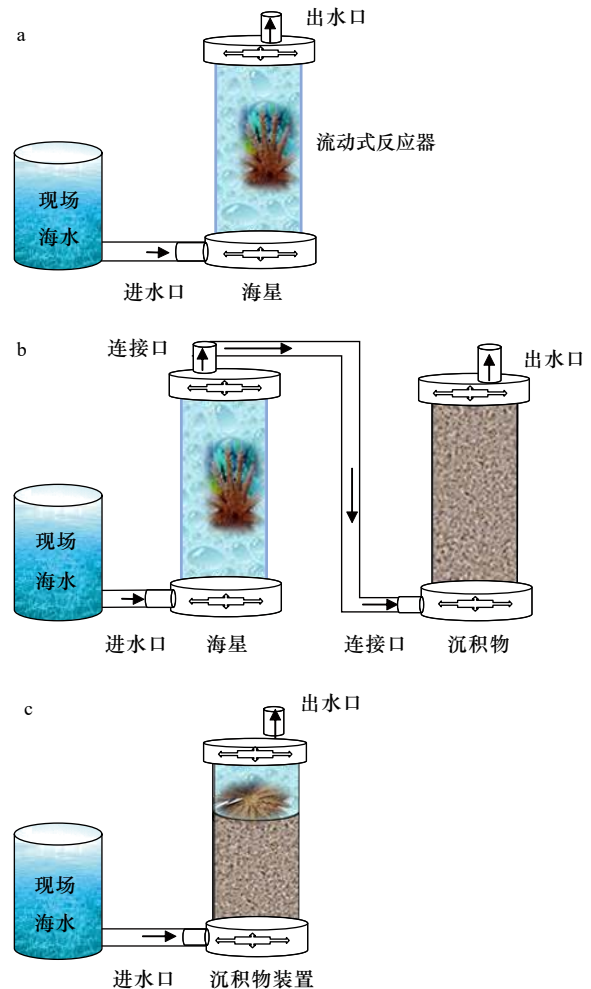 a
出水口
流动式反应器
现场
海水
进水口
海星
b
连接口
出水口
现场
海水
进水口
海星
连接口
沉积物
c
出水口
现场
海水
进水口
沉积物装置